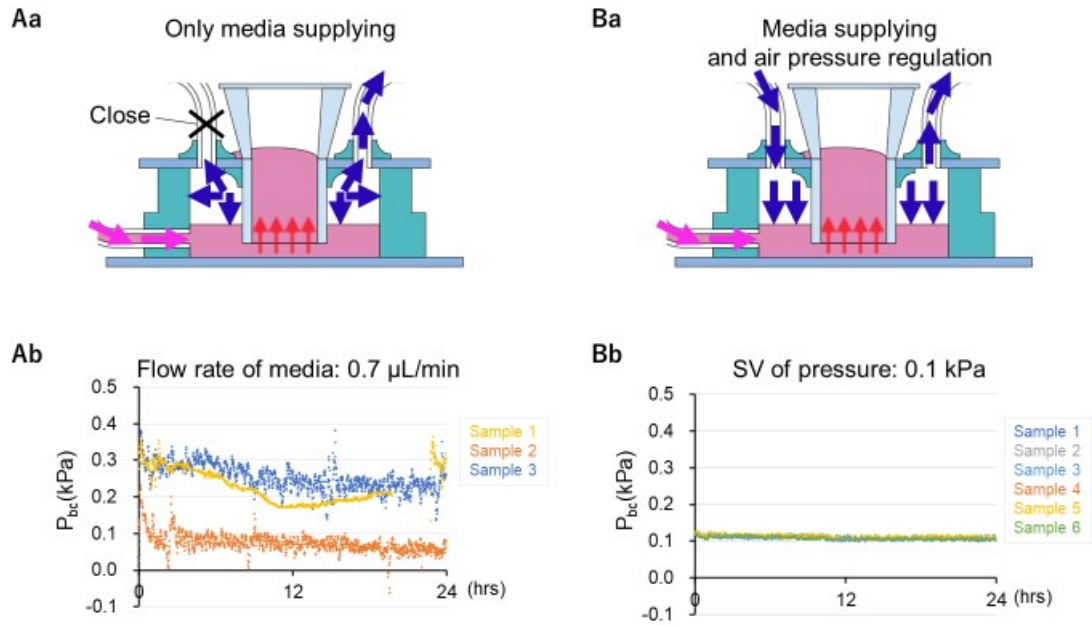 Aa
Only media supplying
Close
Ba
Media supplying
and air pressure regulation
Ab
Flow rate of media: 0.7 µL/min
0.5
0.4
0.3
0.2
0.1
0.0
-0.1
Pbc(kPa)
0
12
24
(hrs)
Sample 1
Sample 2
Sample 3
Bb
SV of pressure: 0.1 kPa
0.5
0.4
0.3
0.2
0.1
0.0
-0.1
Pbc(kPa)
0
12
24
(hrs)
Sample 1
Sample 2
Sample 3
Sample 4
Sample 5
Sample 6